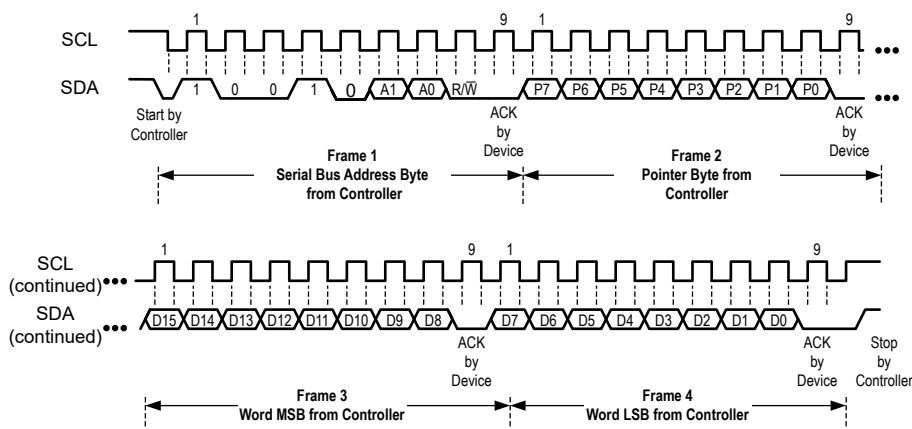 1 9 1 9
SCL
SDA 1 0 0 1 0 A1 A0 R/W̅ P7 P6 P5 P4 P3 P2 P1 P0
Start by
Controller
ACK
by
Device
ACK
by
Device
Frame 1
Serial Bus Address Byte
from Controller
Frame 2
Pointer Byte from
Controller
1 9 1 9
SCL
(continued)
SDA
(continued)
D15 D14 D13 D12 D11 D10 D9 D8 D7 D6 D5 D4 D3 D2 D1 D0
ACK
by
Device
ACK
by
Device
Stop
by
Controller
Frame 3
Word MSB from Controller
Frame 4
Word LSB from Controller